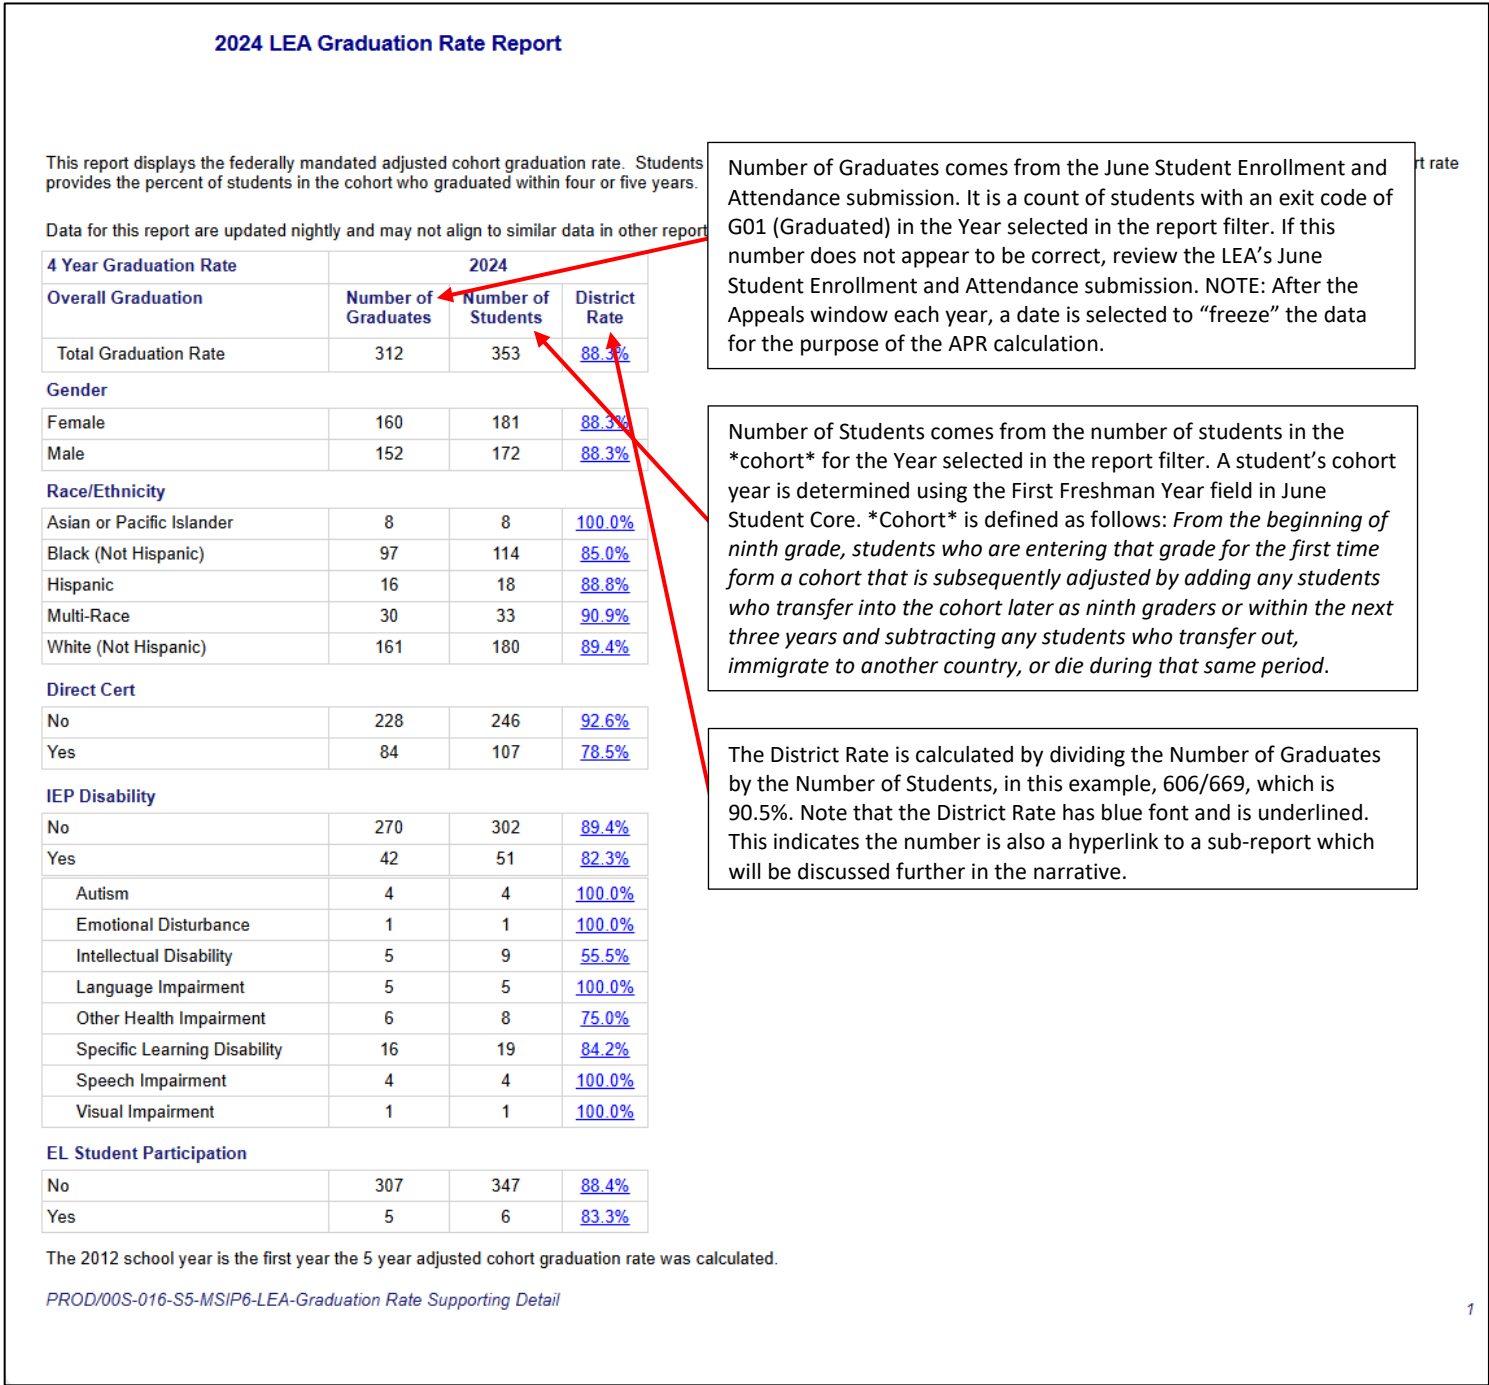 2024 LEA Graduation Rate Report
This report displays the federally mandated adjusted cohort graduation rate. Students
rt rate
provides the percent of students in the cohort who graduated within four or five years.
Data for this report are updated nightly and may not align to similar data in other report
4 Year Graduation Rate 2024
Overall Graduation Number of Graduates Number of Students District Rate
Total Graduation Rate 312 353 88.3%
Gender
Female 160 181 88.3%
Male 152 172 88.3%
Race/Ethnicity
Asian or Pacific Islander 8 8 100.0%
Black (Not Hispanic) 97 114 85.0%
Hispanic 16 18 88.8%
Multi-Race 30 33 90.9%
White (Not Hispanic) 161 180 89.4%
Direct Cert
No 228 246 92.6%
Yes 84 107 78.5%
IEP Disability
No 270 302 89.4%
Yes 42 51 82.3%
Autism 4 4 100.0%
Emotional Disturbance 1 1 100.0%
Intellectual Disability 5 9 55.5%
Language Impairment 5 5 100.0%
Other Health Impairment 6 8 75.0%
Specific Learning Disability 16 19 84.2%
Speech Impairment 4 4 100.0%
Visual Impairment 1 1 100.0%
EL Student Participation
No 307 347 88.4%
Yes 5 6 83.3%
The 2012 school year is the first year the 5 year adjusted cohort graduation rate was calculated.
PROD/00S-016-S5-MSIP6-LEA-Graduation Rate Supporting Detail
1
Number of Graduates comes from the June Student Enrollment and
Attendance submission. It is a count of students with an exit code of
G01 (Graduated) in the Year selected in the report filter. If this
number does not appear to be correct, review the LEA’s June
Student Enrollment and Attendance submission. NOTE: After the
Appeals window each year, a date is selected to “freeze” the data
for the purpose of the APR calculation.
Number of Students comes from the number of students in the
*cohort* for the Year selected in the report filter. A student’s cohort
year is determined using the First Freshman Year field in June
Student Core. *Cohort* is defined as follows: From the beginning of
ninth grade, students who are entering that grade for the first time
form a cohort that is subsequently adjusted by adding any students
who transfer into the cohort later as ninth graders or within the next
three years and subtracting any students who transfer out,
immigrate to another country, or die during that same period.
The District Rate is calculated by dividing the Number of Graduates
by the Number of Students, in this example, 606/669, which is
90.5%. Note that the District Rate has blue font and is underlined.
This indicates the number is also a hyperlink to a sub-report which
will be discussed further in the narrative.